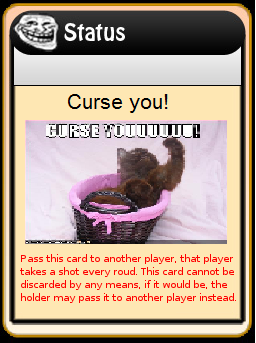 Status
Curse you!
CURSE YOUUUUUUU!
Pass this card to another player, that player
takes a shot every roud. This card cannot be
discarded by any means, if it would be, the
holder may pass it to another player instead.